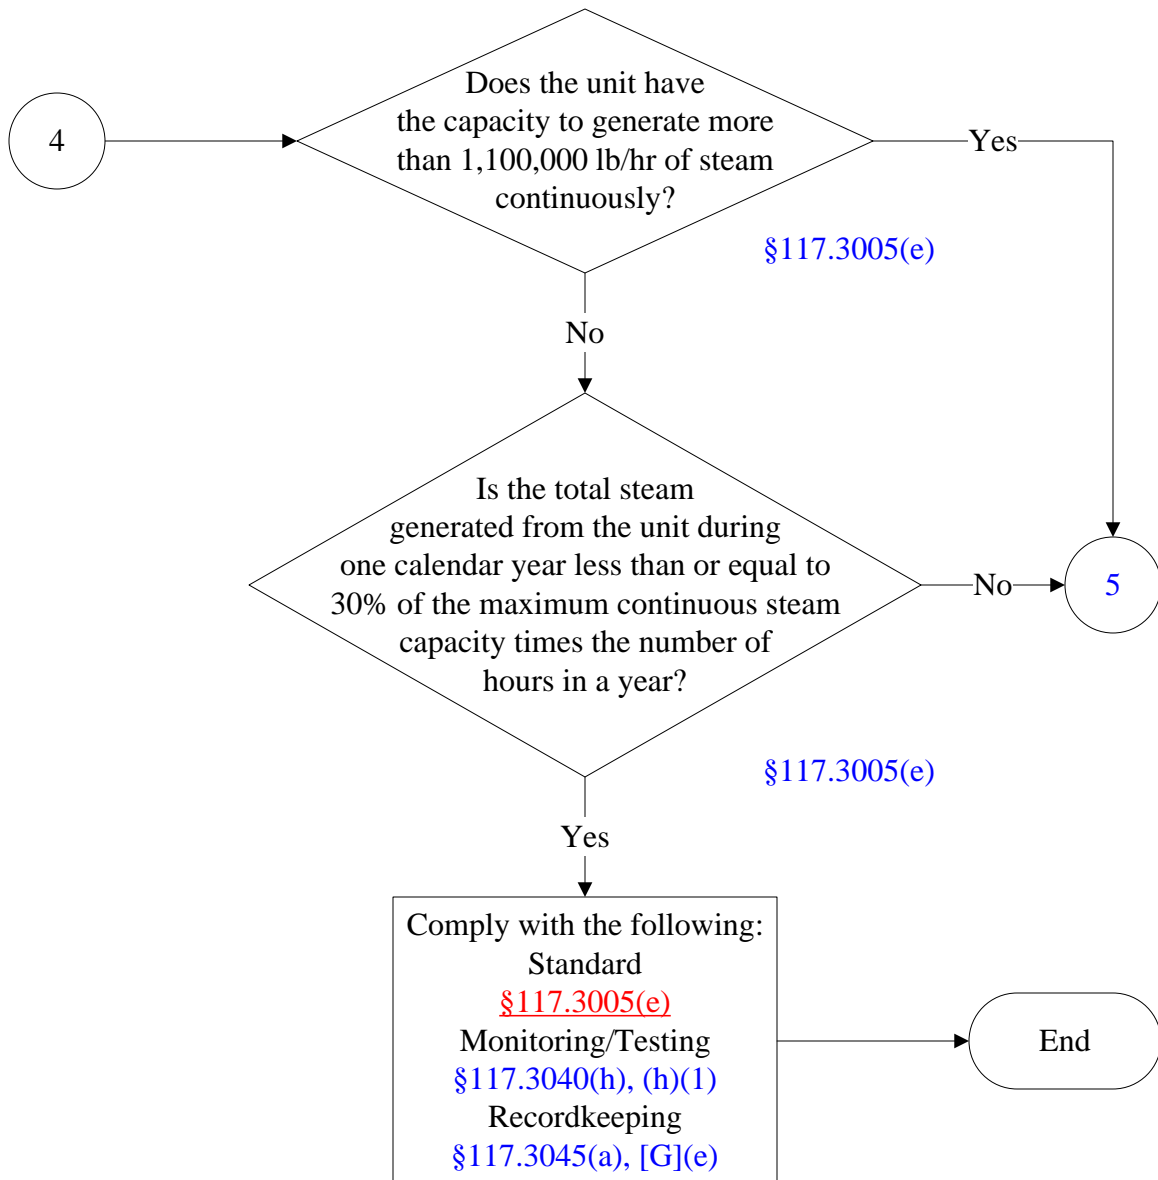 4
Does the unit have
the capacity to generate more
than 1,100,000 lb/hr of steam
continuously?
Yes
§117.3005(e)
No
Is the total steam
generated from the unit during
one calendar year less than or equal to
30% of the maximum continuous steam
capacity times the number of
hours in a year?
No
5
§117.3005(e)
Yes
Comply with the following:
Standard
§117.3005(e)
Monitoring/Testing
§117.3040(h), (h)(1)
Recordkeeping
§117.3045(a), [G](e)
End